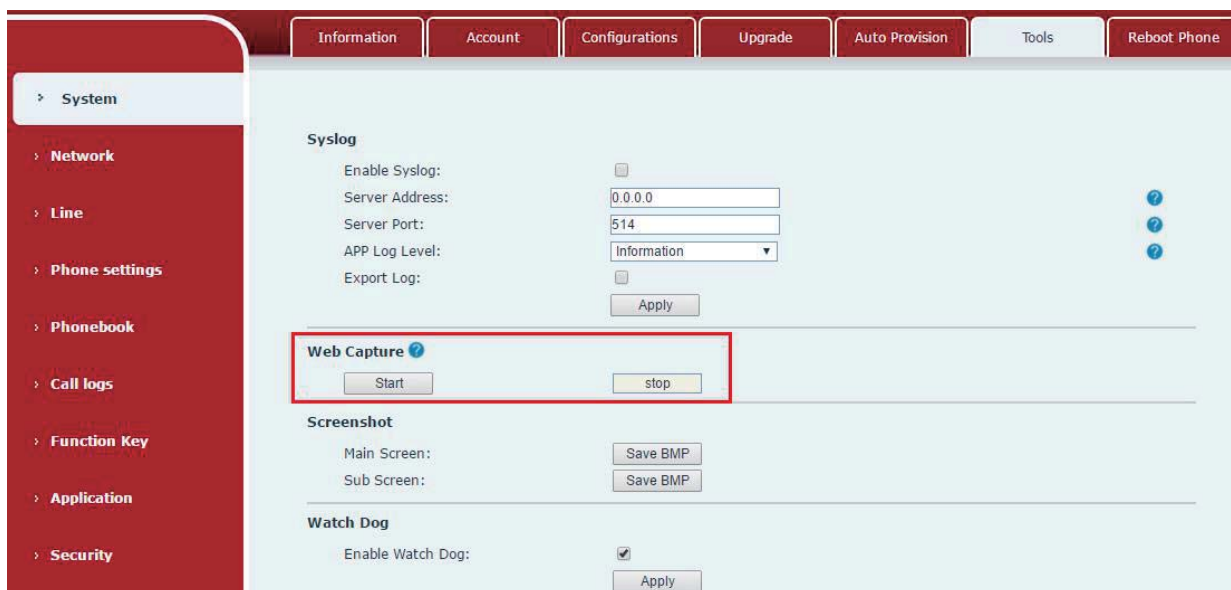 Information Account Configurations Upgrade Auto Provision Tools Reboot Phone
› System
› Network
› Line
› Phone settings
› Phonebook
› Call logs
› Function Key
› Application
› Security
Syslog
Enable Syslog:
Server Address: 0.0.0.0 ?
Server Port: 514 ?
APP Log Level: Information ▼ ?
Export Log:
Apply
Web Capture ?
Start stop
Screenshot
Main Screen: Save BMP
Sub Screen: Save BMP
Watch Dog
Enable Watch Dog: ✔
Apply